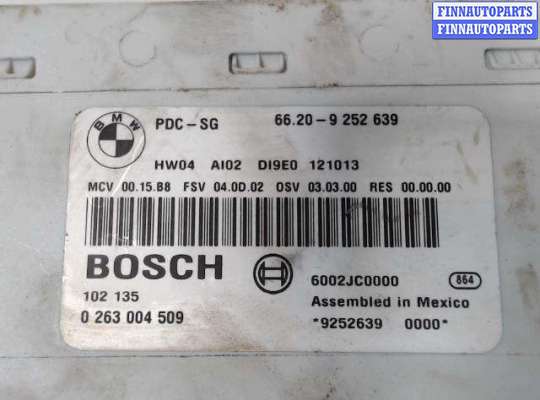 FINNAUTOPARTS
FINNAUTOPARTS
BMW
PDC-SG 66.20-9 252 639
HW04 AI02 DI9E0 121013
MCV 00.15.B8 FSV 04.0D.02 OSV 03.03.00 RES 00.00.00
BOSCH
102 135
0 263 004 509
6002JC0000 864
Assembled in Mexico
*9252639 0000*